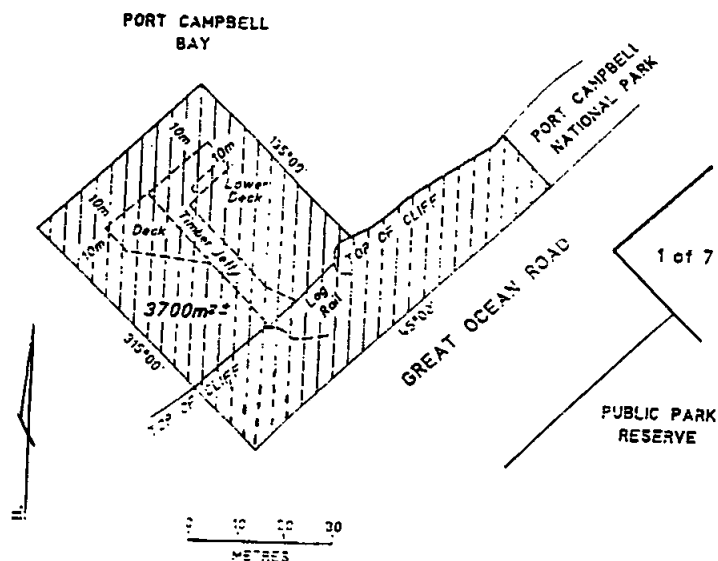 PORT CAMPBELL
BAY
PORT CAMPBELL
NATIONAL PARK
10m
10m
135°00'
Lower
Deck
10m
10m
Deck
Timber Jetty
TOP OF CLIFF
Log
Rail
3700m²±
315°00'
45°00'
GREAT OCEAN ROAD
1 of 7
TOP OF CLIFF
PUBLIC PARK
RESERVE
0 10 20 30
METRES